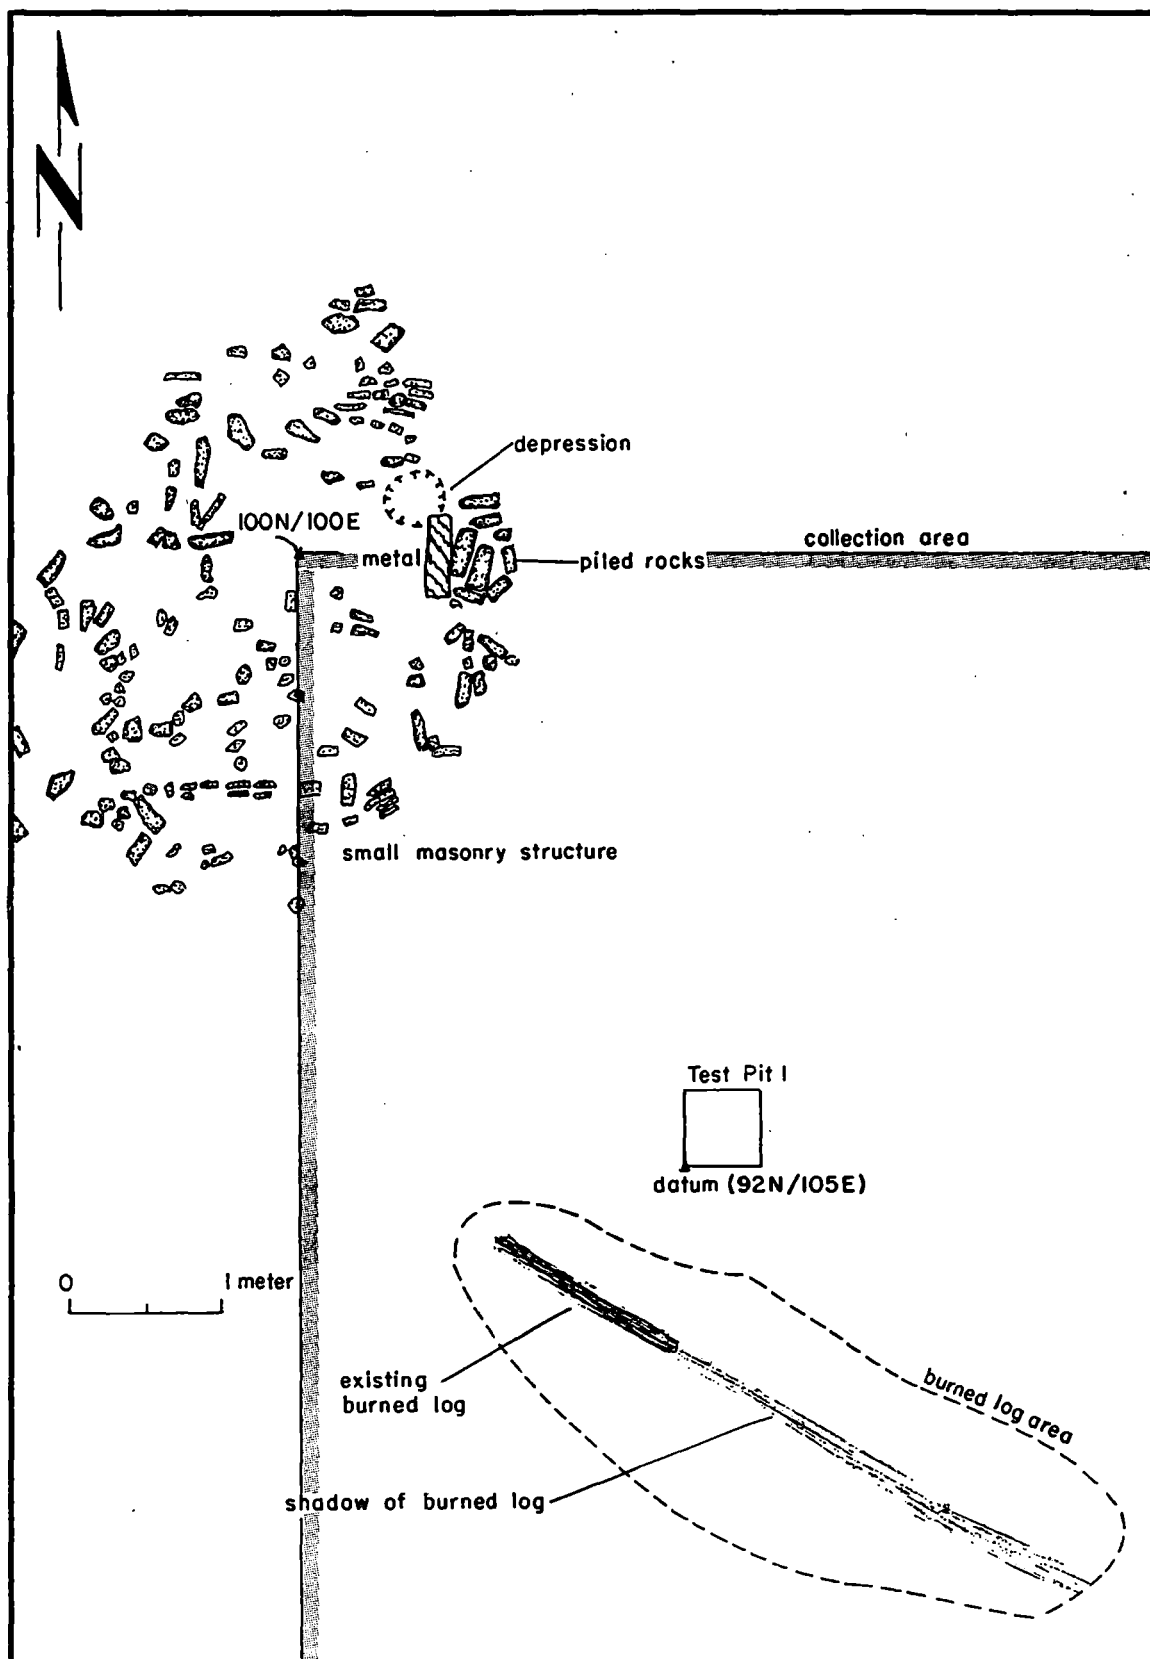 N
depression
100N/100E
metal
piled rocks
collection area
small masonry structure
Test Pit 1
datum (92N/105E)
0
1 meter
existing
burned log
burned log area
shadow of burned log